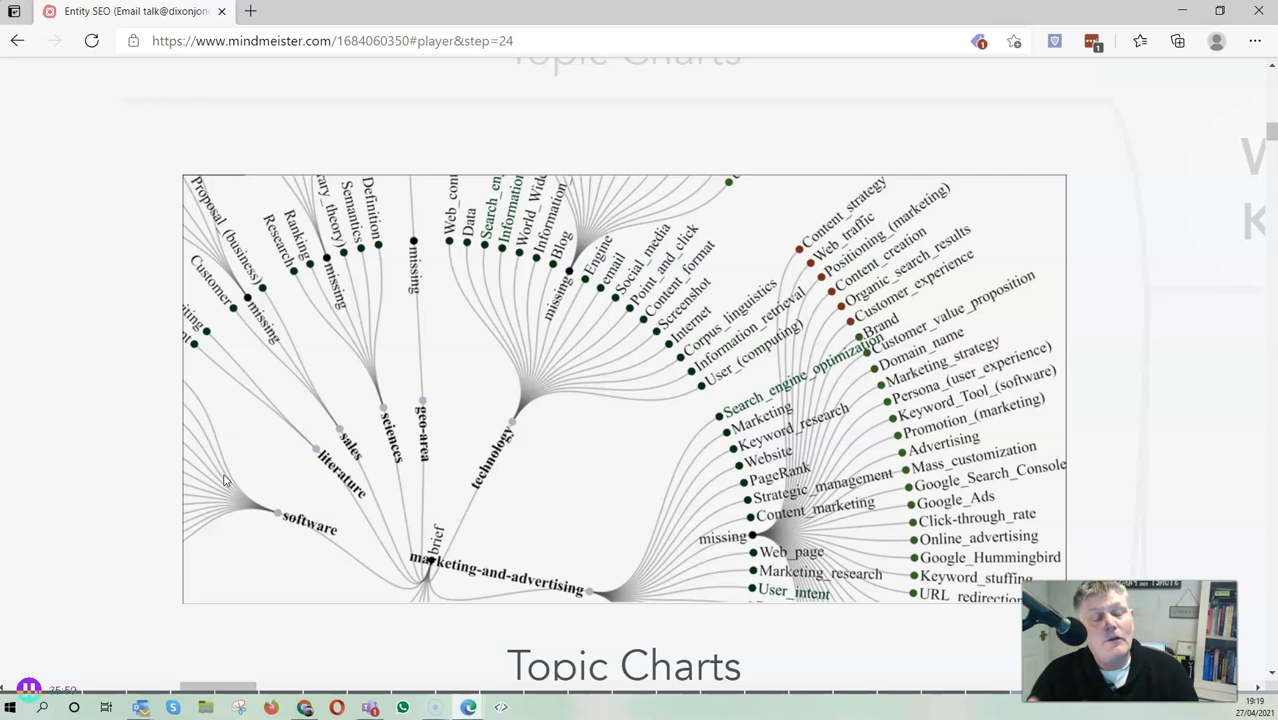 Entity SEO (Email talk@dixonjon
https://www.mindmeister.com/1684060350#player&step=24
1
1
Topic Charts
Proposal_(business)
Customer
missing
Research
Ranking
missing
Semantics
Definition
missing
Data
Search_en
Information
World_Wide
Information
Blog
missing
Engine
email
Social_media
Point_and_click
Content_format
Screenshot
Internet
Corpus_linguistics
Information_retrieval
User_(computing)
Content_strategy
Web_traffic
Positioning_(marketing)
Content_creation
Organic_search_results
Customer_experience
Brand
Customer_value_proposition
Domain_name
Marketing_strategy
Persona_(user_experience)
Keyword_Tool_(software)
Promotion_(marketing)
Advertising
Mass_customization
Google_Search_Console
Google_Ads
Click-through_rate
Online_advertising
Google_Hummingbird
Keyword_stuffing
URL_redirection
Search_engine_optimization
Marketing
Keyword_research
Website
PageRank
Strategic_management
Content_marketing
missing
Web_page
Marketing_research
User_intent
software
literature
sales
sciences
geo-area
technology
brief
marketing-and-advertising
W
K
Topic Charts
19:19
27/04/2021